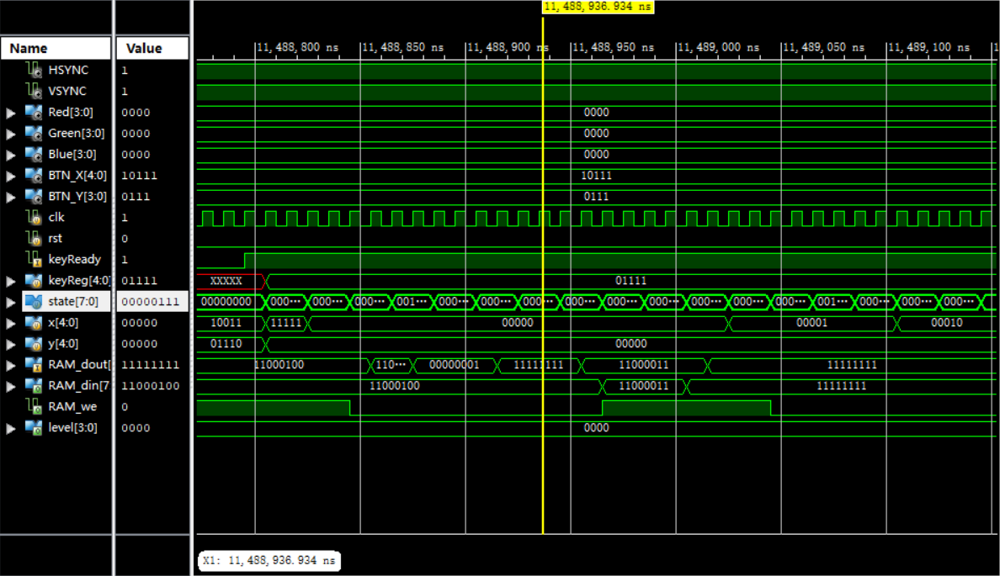 11,488,936.934 ns
Name Value 11,488,800 ns 11,488,850 ns 11,488,900 ns 11,488,950 ns 11,489,000 ns 11,489,050 ns 11,489,100 ns
HSYNC 1
VSYNC 1
Red[3:0] 0000 0000
Green[3:0] 0000 0000
Blue[3:0] 0000 0000
BTN_X[4:0] 10111 10111
BTN_Y[3:0] 0111 0111
clk 1
rst 0
keyReady 1
keyReg[4:0] 01111 XXXXX 01111
state[7:0] 00000111 00000000 000... 000... 000... 001... 000... 000... 000... 000... 000... 000... 000... 000... 001... 000... 000... 000...
x[4:0] 00000 10011 11111 00000 00001 00010
y[4:0] 00000 01110 00000
RAM_dout[ 11111111 11000100 110... 00000001 11111111 11000011 11111111
RAM_din[7 11000100 11000100 11000011 11111111
RAM_we 0
level[3:0] 0000 0000
X1: 11,488,936.934 ns